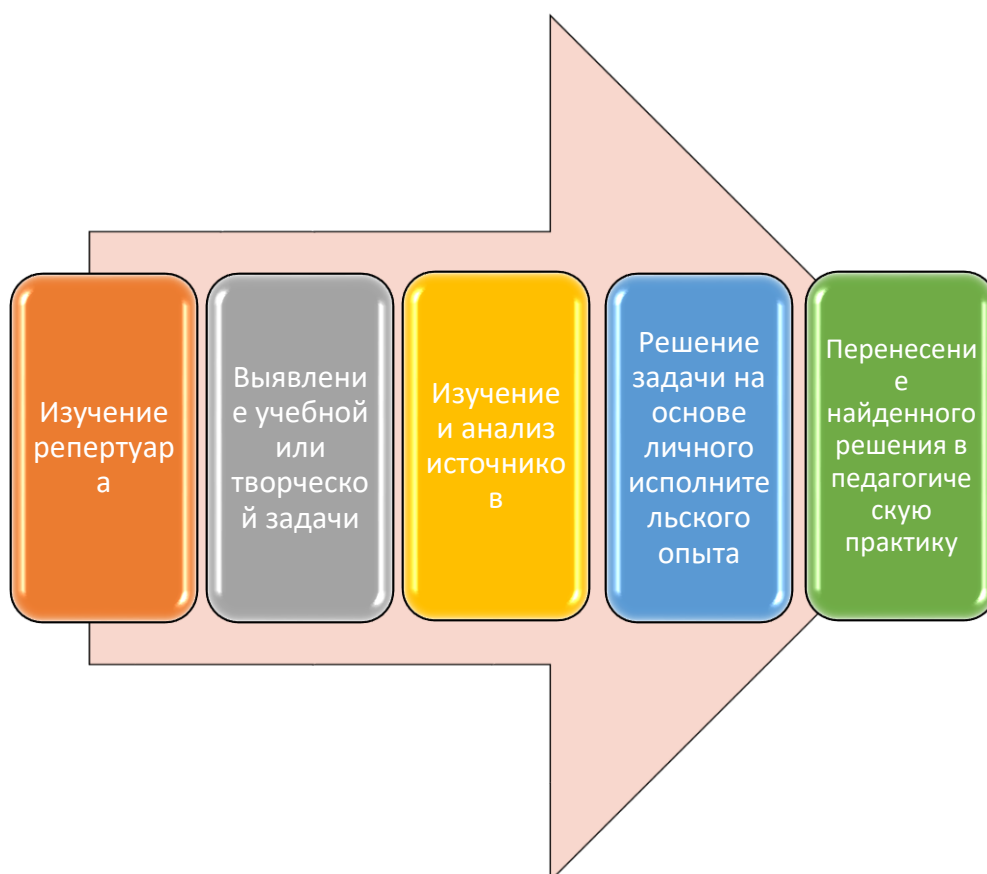 Изучение
репертуар
а
Выявлени
е учебной
или
творческо
й задачи
Изучение
и анализ
источнико
в
Решение
задачи на
основе
личного
исполните
льского
опыта
Перенесени
е
найденного
решения в
педагогиче
скую
практику